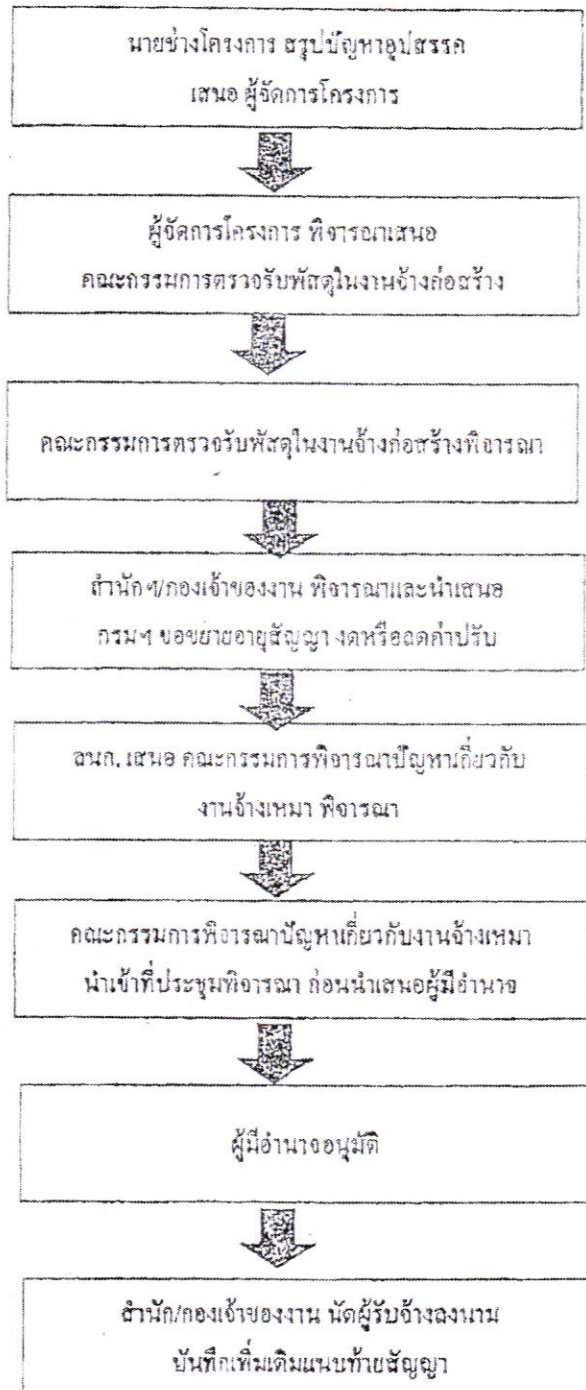 นายช่างโครงการ สรุปปัญหาอุปสรรค
เสนอ ผู้จัดการโครงการ
ผู้จัดการโครงการ พิจารณาเสนอ
คณะกรรมการตรวจรับพัสดุในงานจ้างก่อสร้าง
คณะกรรมการตรวจรับพัสดุในงานจ้างก่อสร้างพิจารณา
สำนักฯ/กองเจ้าของงาน พิจารณาและนำเสนอ
กรมฯ ขอขยายอายุสัญญา งดหรือลดค่าปรับ
ลนก. เสนอ คณะกรรมการพิจารณาปัญหาเกี่ยวกับ
งานจ้างเหมา พิจารณา
คณะกรรมการพิจารณาปัญหาเกี่ยวกับงานจ้างเหมา
นำเข้าที่ประชุมพิจารณา ก่อนนำเสนอผู้มีอำนาจ
ผู้มีอำนาจอนุมัติ
สำนัก/กองเจ้าของงาน นัดผู้รับจ้างลงนาม
บันทึกเพิ่มเติมแนบท้ายสัญญา